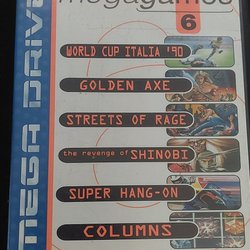 megagames
6
WORLD CUP ITALIA '90
GOLDEN AXE
STREETS OF RAGE
the revenge of SHINOBI
SUPER HANG-ON
COLUMNS
MEGA DRIVE